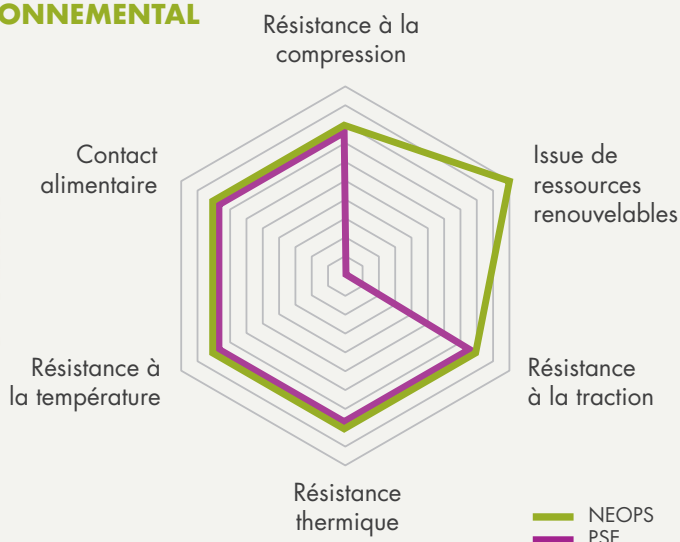 ONNEMENTAL
Résistance à la
compression
Contact
alimentaire
Issue de
ressources
renouvelables
Résistance à
la température
Résistance
à la traction
Résistance
thermique
NEOPS
PSE